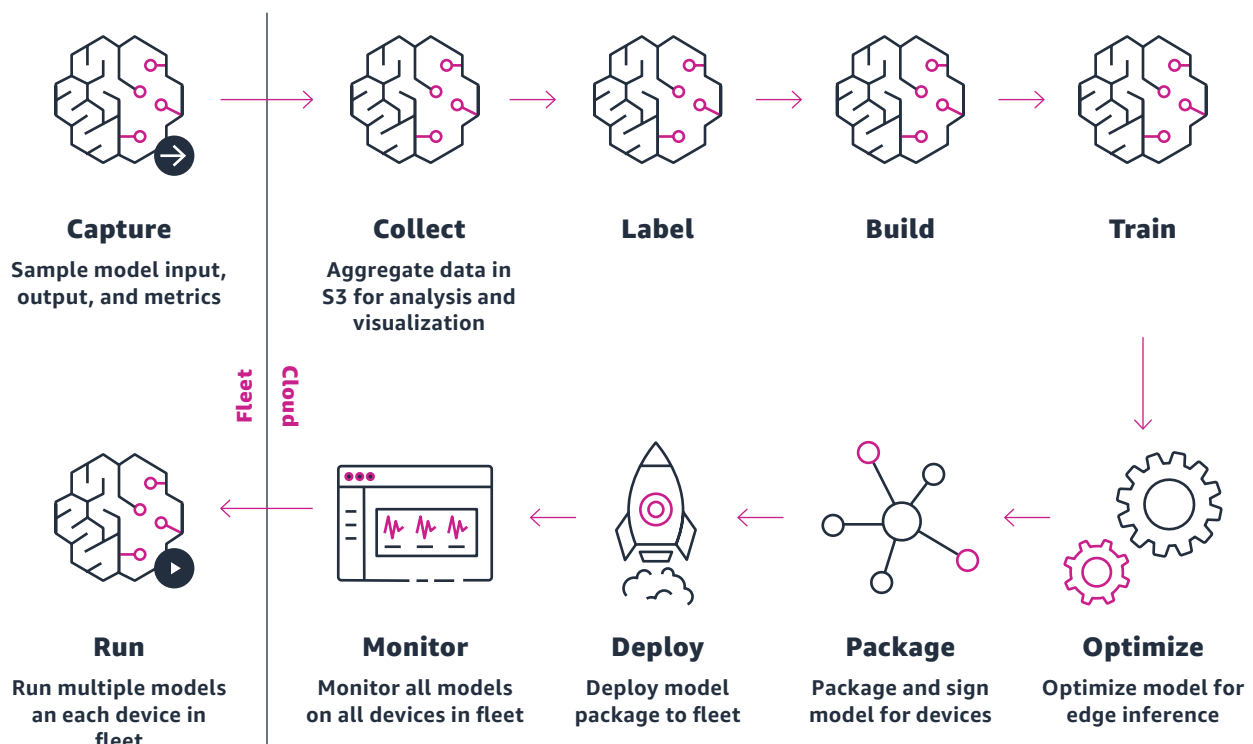 Capture
Sample model input,
output, and metrics
Collect
Aggregate data in
S3 for analysis and
visualization
Label
Build
Train
Fleet
Cloud
Run
Run multiple models
an each device in
fleet
Monitor
Monitor all models
on all devices in fleet
Deploy
Deploy model
package to fleet
Package
Package and sign
model for devices
Optimize
Optimize model for
edge inference